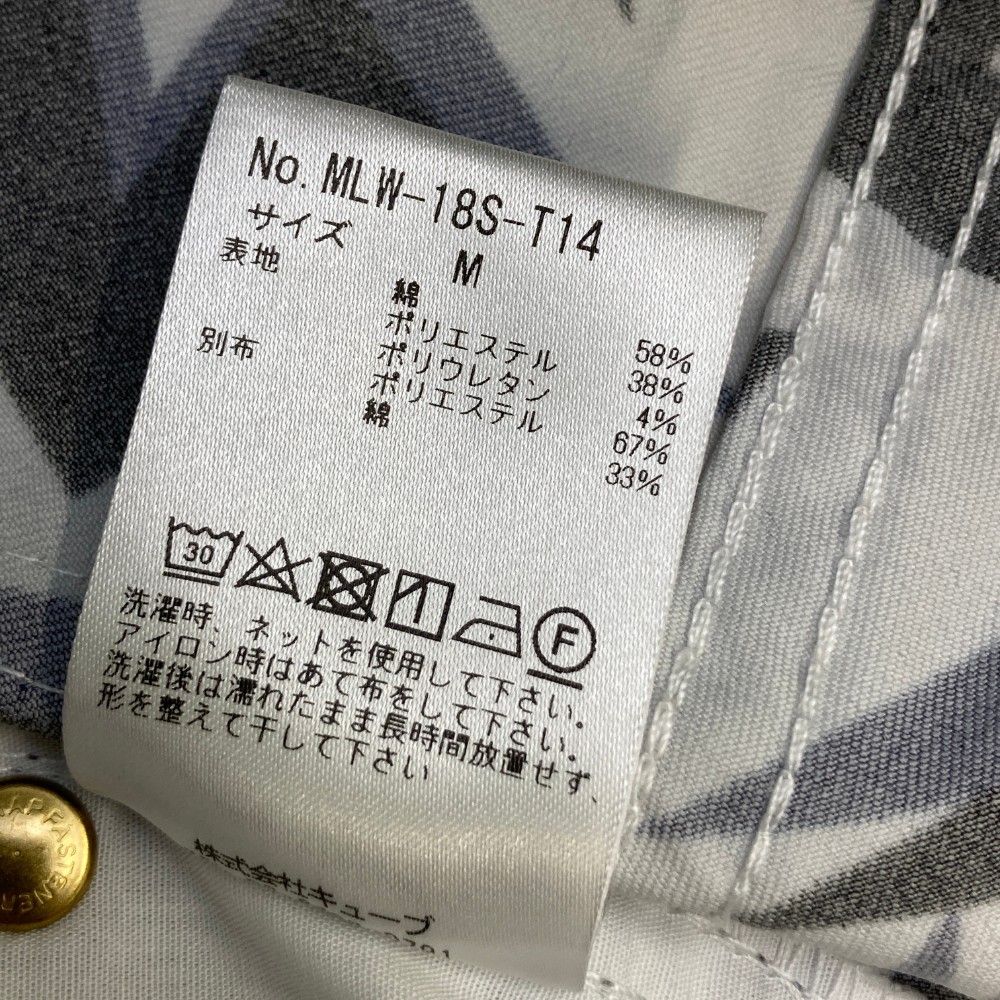 No. MLW-18S-T14
サイズ M
表地 綿 58%
ポリエステル 38%
ポリウレタン 4%
別布 ポリエステル 67%
綿 33%
30
F
洗濯時、ネットを使用して下さい。
アイロン時はあて布をして下さい。
洗濯後は濡れたまま長時間放置せず、
形を整えて干して下さい
株式会社キューブ